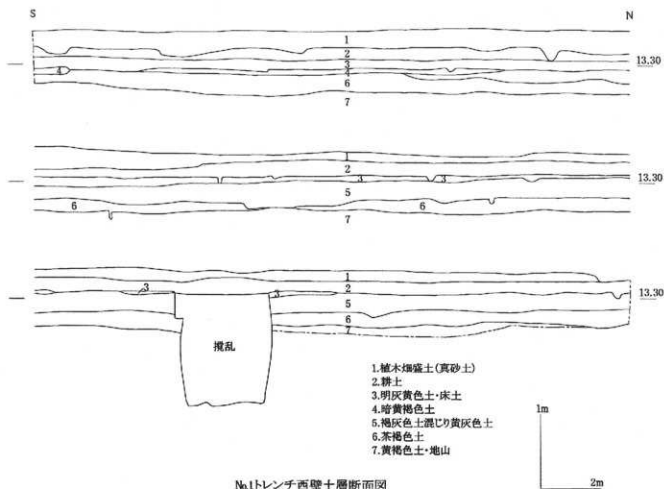 S
N
1
2
3
4
4
6
7
13.30
1
2
3
3
5
6
6
7
13.30
1
3
2
3
5
6
7
13.30
撹乱
1.植木畑盛土(真砂土)
2.耕土
3.明灰黄色土・床土
4.暗黄褐色土
5.褐灰色土混じり黄灰色土
6.茶褐色土
7.黄褐色土・地山
1m
2m
No.1トレンチ西壁土層断面図